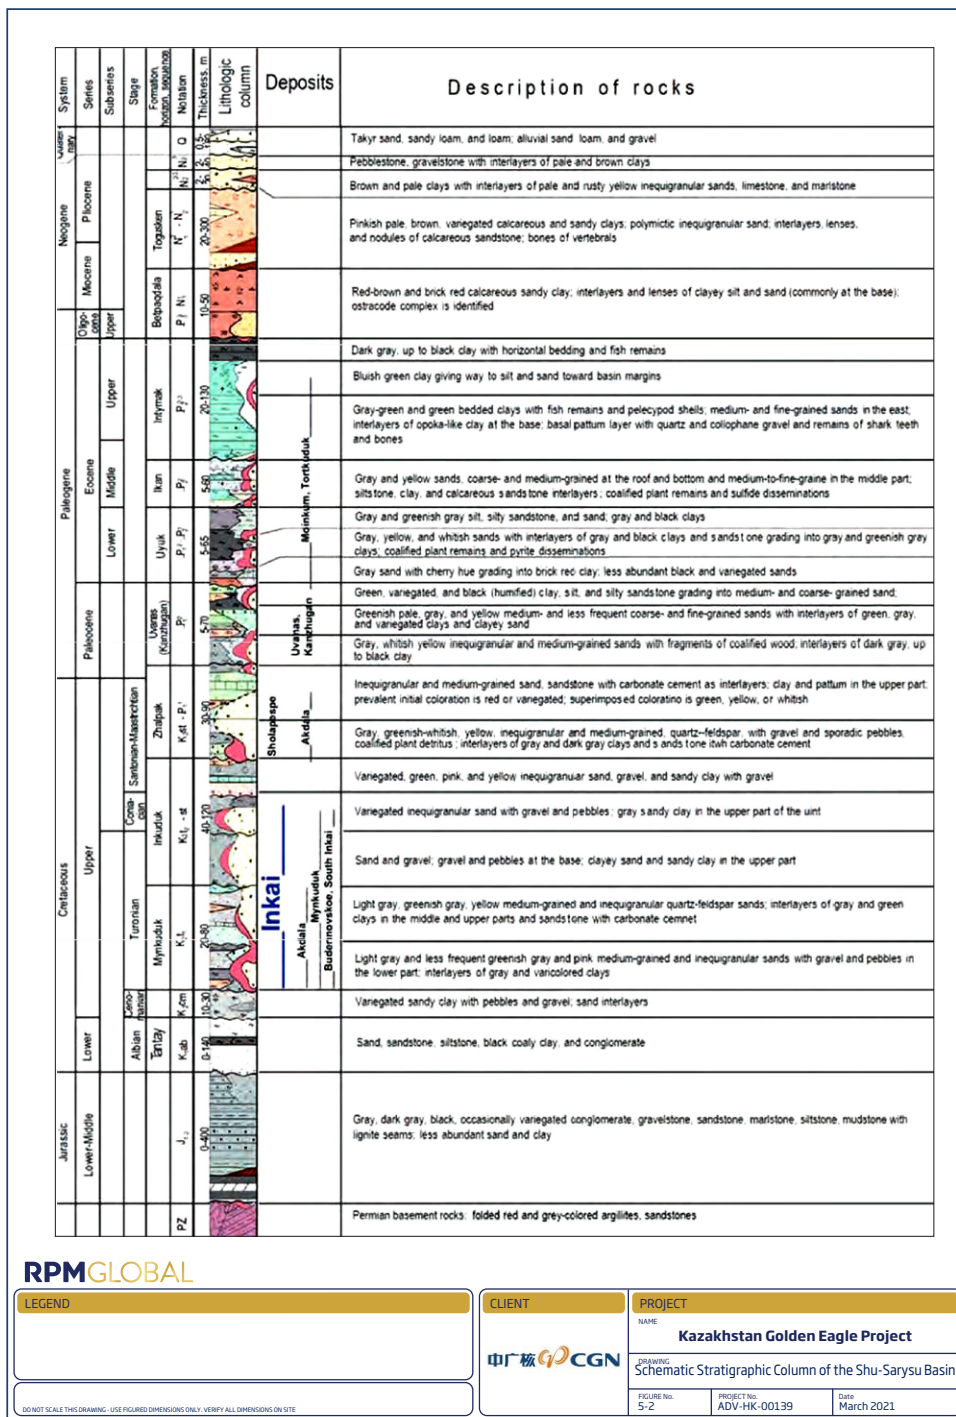 System
Series
Subseries
Stage
Formation, horizon, sequence
Notation
Thickness, m
Lithologic column
Deposits
Description of rocks
Q
Takyr sand, sandy loam, and loam; alluvial sand loam, and gravel
Pebblestone, gravelstone with interlayers of pale and brown clays
Brown and pale clays with interlayers of pale and rusty yellow inequigranular sands, limestone, and marlstone
Neogene
Pliocene
Togusken
20-300
Pinkish pale, brown, variegated calcareous and sandy clays; polymictic inequigranular sand; interlayers, lenses,
and nodules of calcareous sandstone; bones of vertebrals
Miocene
Betpaqdala
10-50
Red-brown and brick red calcareous sandy clay; interlayers and lenses of clayey silt and sand (commonly at the base);
ostracode complex is identified
Oligo-
cene
Upper
Dark gray, up to black clay with horizontal bedding and fish remains
Paleogene
Eocene
Upper
Intymak
20-130
Bluish green clay giving way to silt and sand toward basin margins
Gray-green and green bedded clays with fish remains and pelecypod shells; medium- and fine-grained sands in the east;
interlayers of opoka-like clay at the base; basal pattum layer with quartz and collophane gravel and remains of shark teeth
and bones
Moinkum, Tortkuduk
Middle
Ikan
5-60
Gray and yellow sands, coarse- and medium-grained at the roof and bottom and medium-to-fine-graine in the middle part;
siltstone, clay, and calcareous sandstone interlayers; coalified plant remains and sulfide disseminations
Lower
Uyuk
5-65
Gray and greenish gray silt, silty sandstone, and sand; gray and black clays
Gray, yellow, and whitish sands with interlayers of gray and black clays and sandstone grading into gray and greenish gray
clays; coalified plant remains and pyrite disseminations
Gray sand with cherry hue grading into brick red clay; less abundant black and variegated sands
Paleocene
Uvanas
(Kanzhugan)
5-70
Uvanas,
Kanzhugan
Green, variegated, and black (humified) clay, silt, and silty sandstone grading into medium- and coarse-grained sand;
Greenish pale, gray, and yellow medium- and less frequent coarse- and fine-grained sands with interlayers of green, gray,
and variegated clays and clayey sand
Gray, whitish yellow inequigranular and medium-grained sands with fragments of coalified wood; interlayers of dark gray, up
to black clay
Cretaceous
Upper
Santonian-Maastrichtian
Zhalpak
30-90
Sholapospe
Akdala
Inequigranular and medium-grained sand, sandstone with carbonate cement as interlayers; clay and pattum in the upper part;
prevalent initial coloration is red or variegated; superimposed coloratino is green, yellow, or whitish
Gray, greenish-whitish, yellow, inequigranular and medium-grained, quartz-feldspar, with gravel and sporadic pebbles,
coalified plant detritus; interlayers of gray and dark gray clays and sandstone itwh carbonate cement
Variegated, green, pink, and yellow inequigranular sand, gravel, and sandy clay with gravel
Conia-
cian
Inkuduk
40-120
Variegated inequigranular sand with gravel and pebbles; gray sandy clay in the upper part of the uint
Sand and gravel; gravel and pebbles at the base; clayey sand and sandy clay in the upper part
Inkai
Akdala
Mynkuduk
Buderinovskoe, South Inkai
Turronian
Mynkuduk
20-80
Light gray, greenish gray, yellow medium-grained and inequigranular quartz-feldspar sands; interlayers of gray and green
clays in the middle and upper parts and sandstone with carbonate cemnet
Light gray and less frequent greenish gray and pink medium-grained and inequigranular sands with gravel and pebbles in
the lower part; interlayers of gray and varicolored clays
Ceno-
manian
K₂cm
10-30
Variegated sandy clay with pebbles and gravel; sand interlayers
Lower
Albian
Tantay
K₁ab
0-140
Sand, sandstone, siltstone, black coaly clay, and conglomerate
Jurassic
Lower-Middle
0-400
Gray, dark gray, black, occasionally variegated conglomerate, gravelstone, sandstone, marlstone, siltstone, mudstone with
lignite seams; less abundant sand and clay
PZ
Permian basement rocks: folded red and grey-colored argillites, sandstones
RPMGLOBAL
LEGEND
DO NOT SCALE THIS DRAWING - USE FIGURED DIMENSIONS ONLY. VERIFY ALL DIMENSIONS ON SITE
CLIENT
中广核 CGN
PROJECT
NAME
Kazakhstan Golden Eagle Project
DRAWING
Schematic Stratigraphic Column of the Shu-Sarysu Basin
FIGURE No.
5-2
PROJECT No.
ADV-HK-00139
Date
March 2021